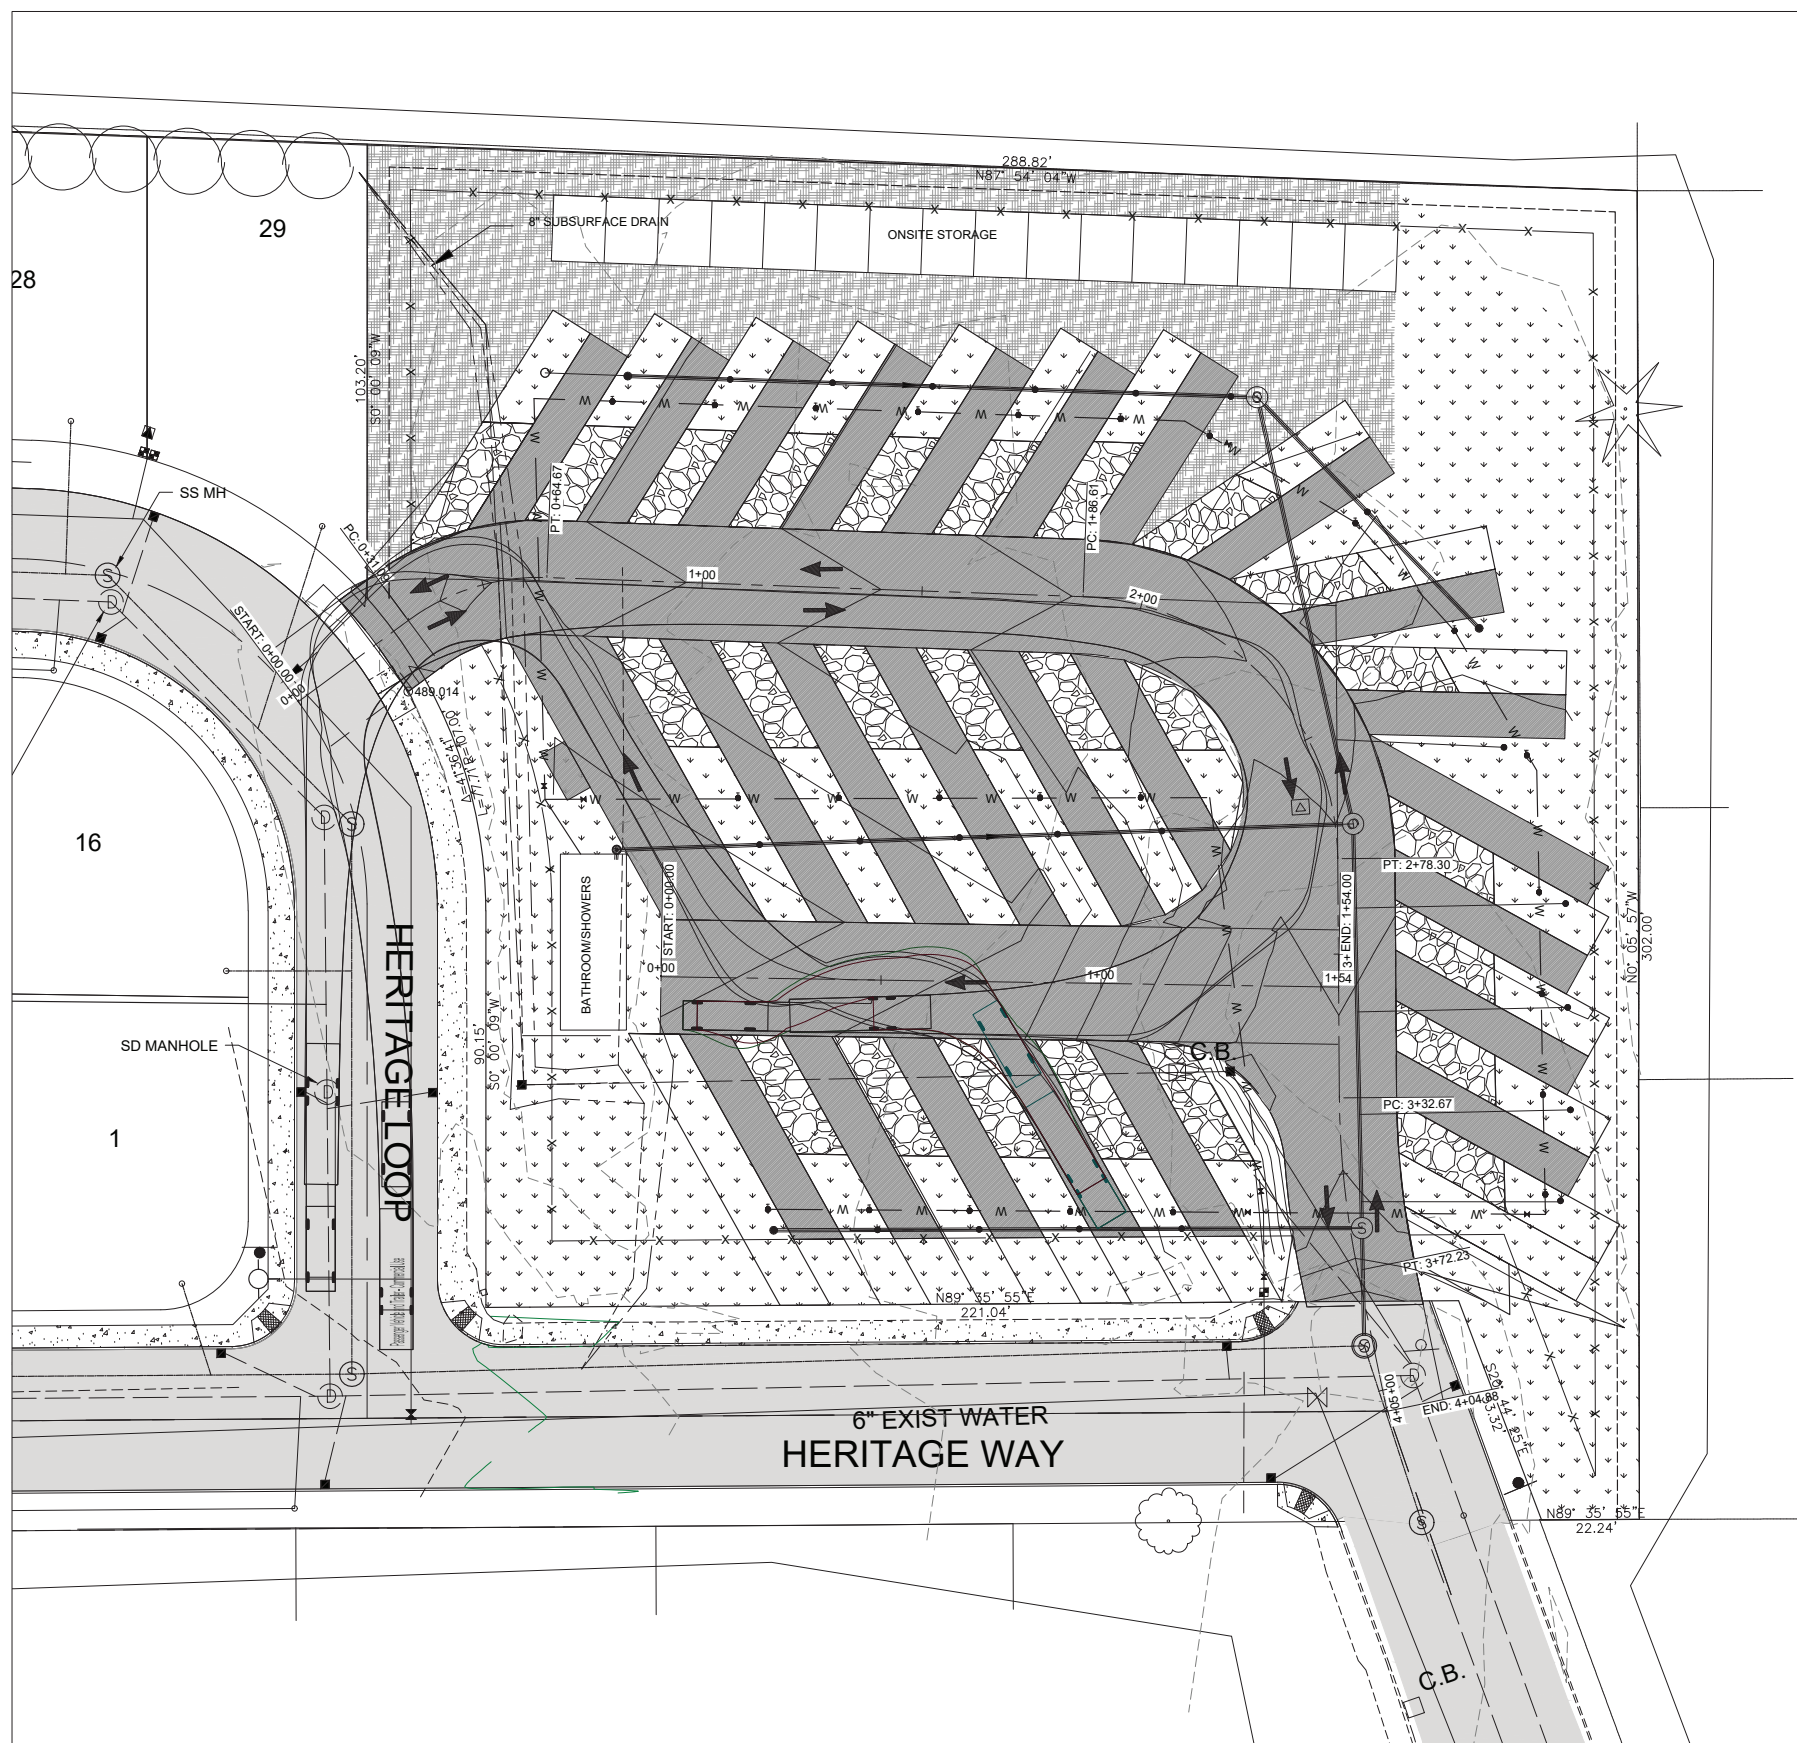 288.82'
N87° 54' 04"W
29
8" SUBSURFACE DRAIN
ONSITE STORAGE
28
103.20'
S0° 00' 09"W
SS MH
PT: 0+64.67
PC: 1+86.61
1+00
2+00
START: 0+00.00
0+00
489.014
Δ=41°36'41"
16
PT: 2+78.30
BATHROOM/SHOWERS
START: 0+00.00
END: 1+54.00
3+
0+00
1+00
1+54
N0° 05' 57"W
302.00'
HERITAGE LOOP
90.15'
S0° 00' 09"W
SD MANHOLE
C.B.
PC: 3+32.67
1
PT: 3+72.23
N89° 35' 55"E
221.04'
4+05+00
END: 4+04.88
6" EXIST WATER
HERITAGE WAY
N89° 35' 55"E
22.24'
C.B.